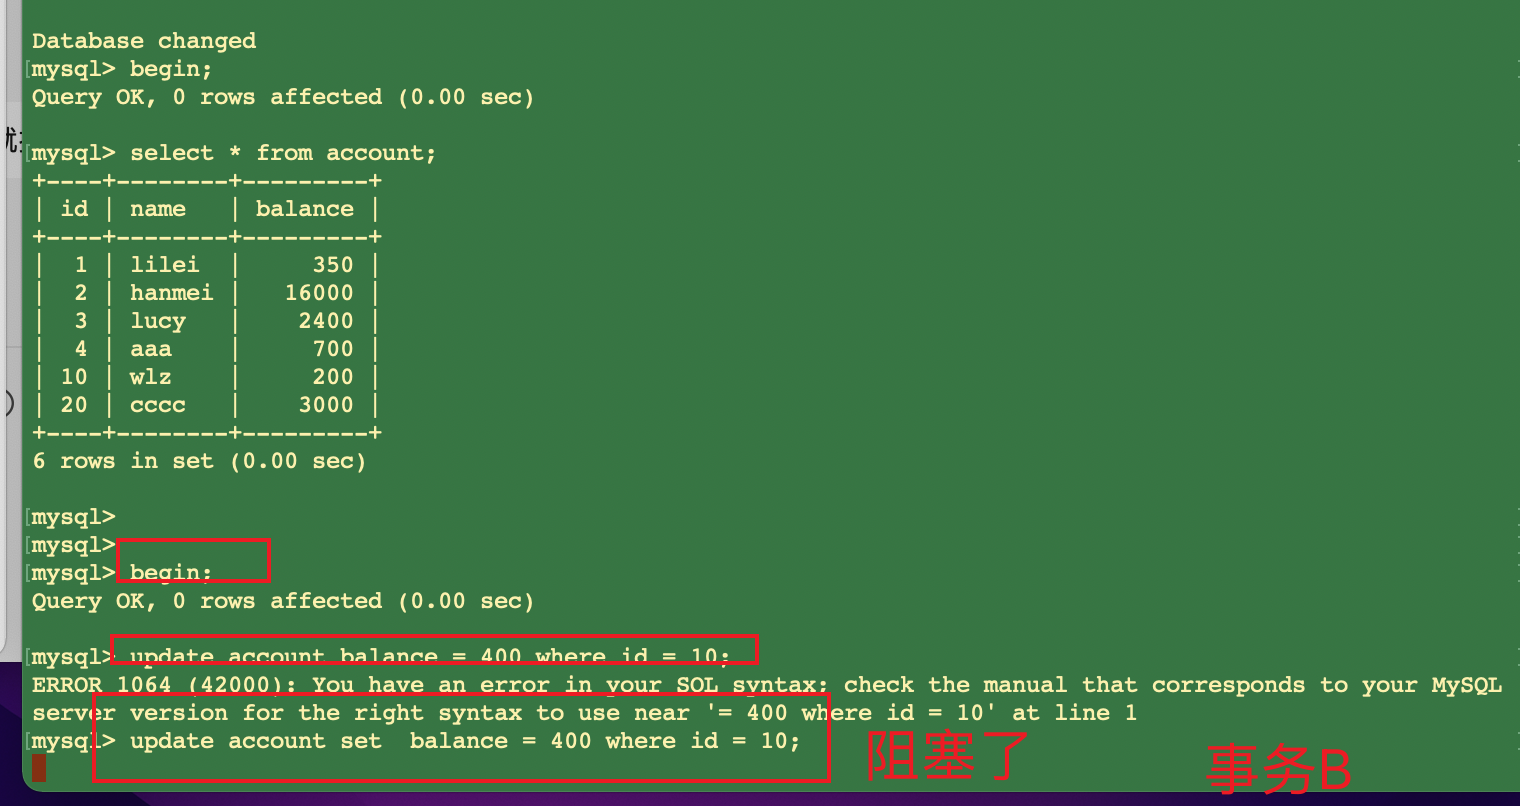 Database changed
mysql> begin;
Query OK, 0 rows affected (0.00 sec)
mysql> select * from account;
+----+--------+---------+
| id | name   | balance |
+----+--------+---------+
|  1 | lilei  |     350 |
|  2 | hanmei |   16000 |
|  3 | lucy   |    2400 |
|  4 | aaa    |     700 |
| 10 | wlz    |     200 |
| 20 | cccc   |    3000 |
+----+--------+---------+
6 rows in set (0.00 sec)
mysql>
mysql>
mysql> begin;
Query OK, 0 rows affected (0.00 sec)
mysql> update account balance = 400 where id = 10;
ERROR 1064 (42000): You have an error in your SQL syntax; check the manual that corresponds to your MySQL
server version for the right syntax to use near '= 400 where id = 10' at line 1
mysql> update account set  balance = 400 where id = 10;
阻塞了
事务B